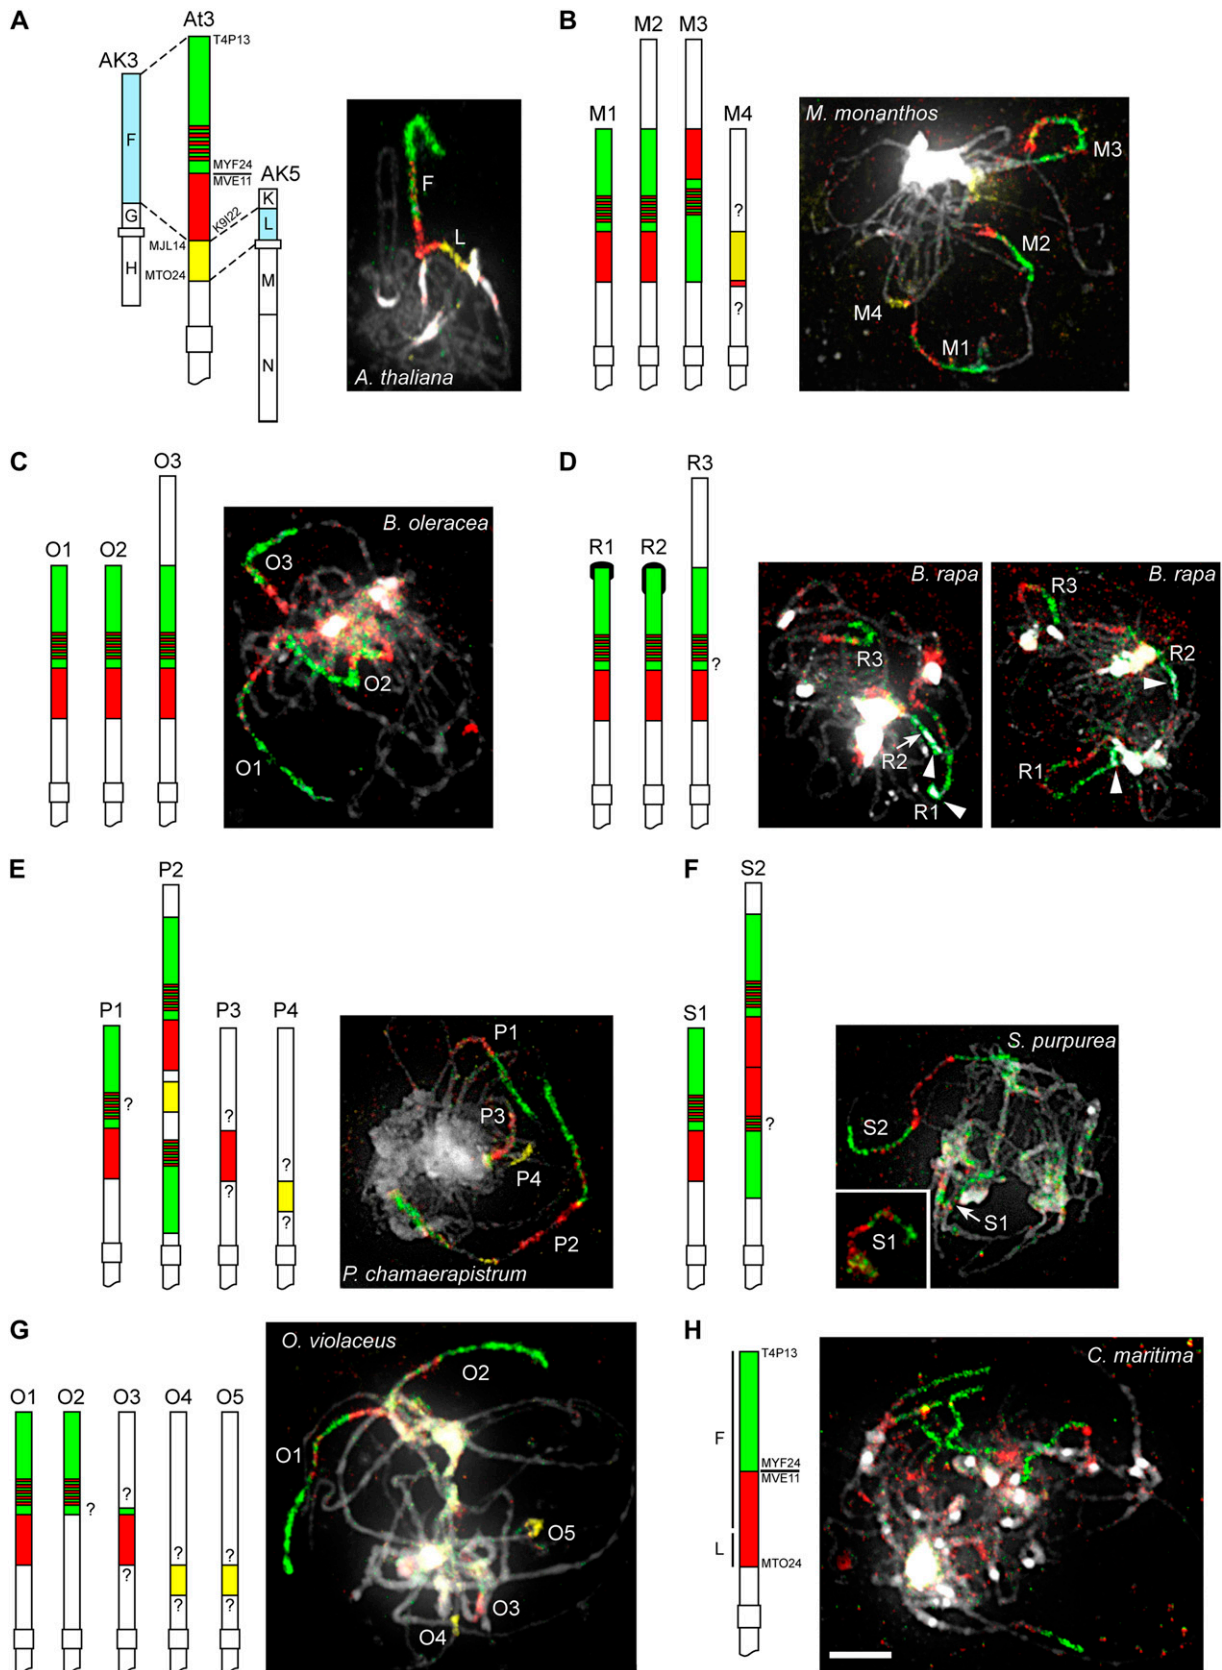 A
At3
T4P13
AK3
F
MYF24
MVE11
AK5
K
G
K9I22
L
MJL14
H
MTO24
M
N
F
L
A. thaliana
B
M2 M3
M1 M4
?
?
M. monanthos
M3
M2
M4
M1
C
O3
O1 O2
B. oleracea
O3
O2
O1
D
R3
R1 R2
?
B. rapa
R3
R2
R1
B. rapa
R3
R2
R1
E
P2
P1 P3 P4
?
?
?
?
?
P1
P3
P4
P2
P. chamaerapistrum
F
S2
S1
?
S. purpurea
S2
S1
S1
G
O1 O2 O3 O4 O5
?
?
?
? ?
? ?
O. violaceus
O2
O1
O5
O3
O4
H
T4P13
F
MYF24
MVE11
L
MTO24
C. maritima